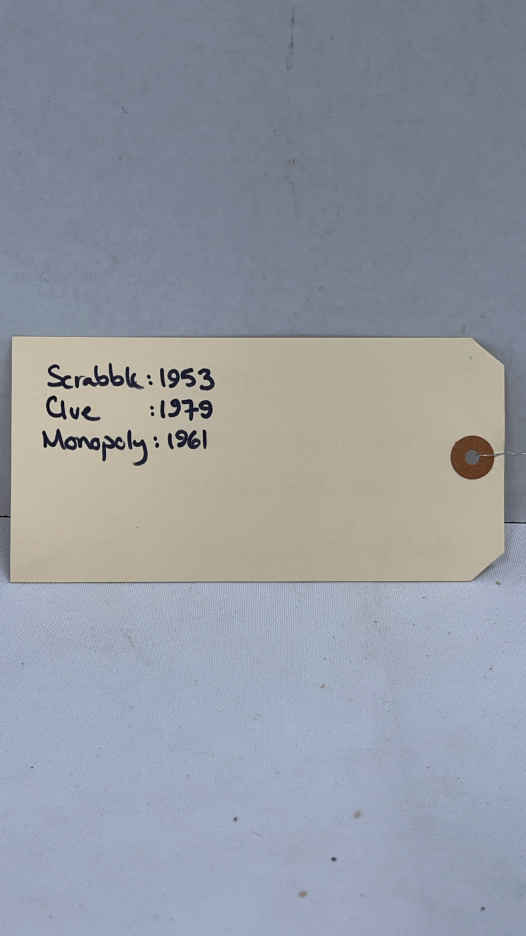 Scrabble: 1953
Clue : 1979
Monopoly: 1961